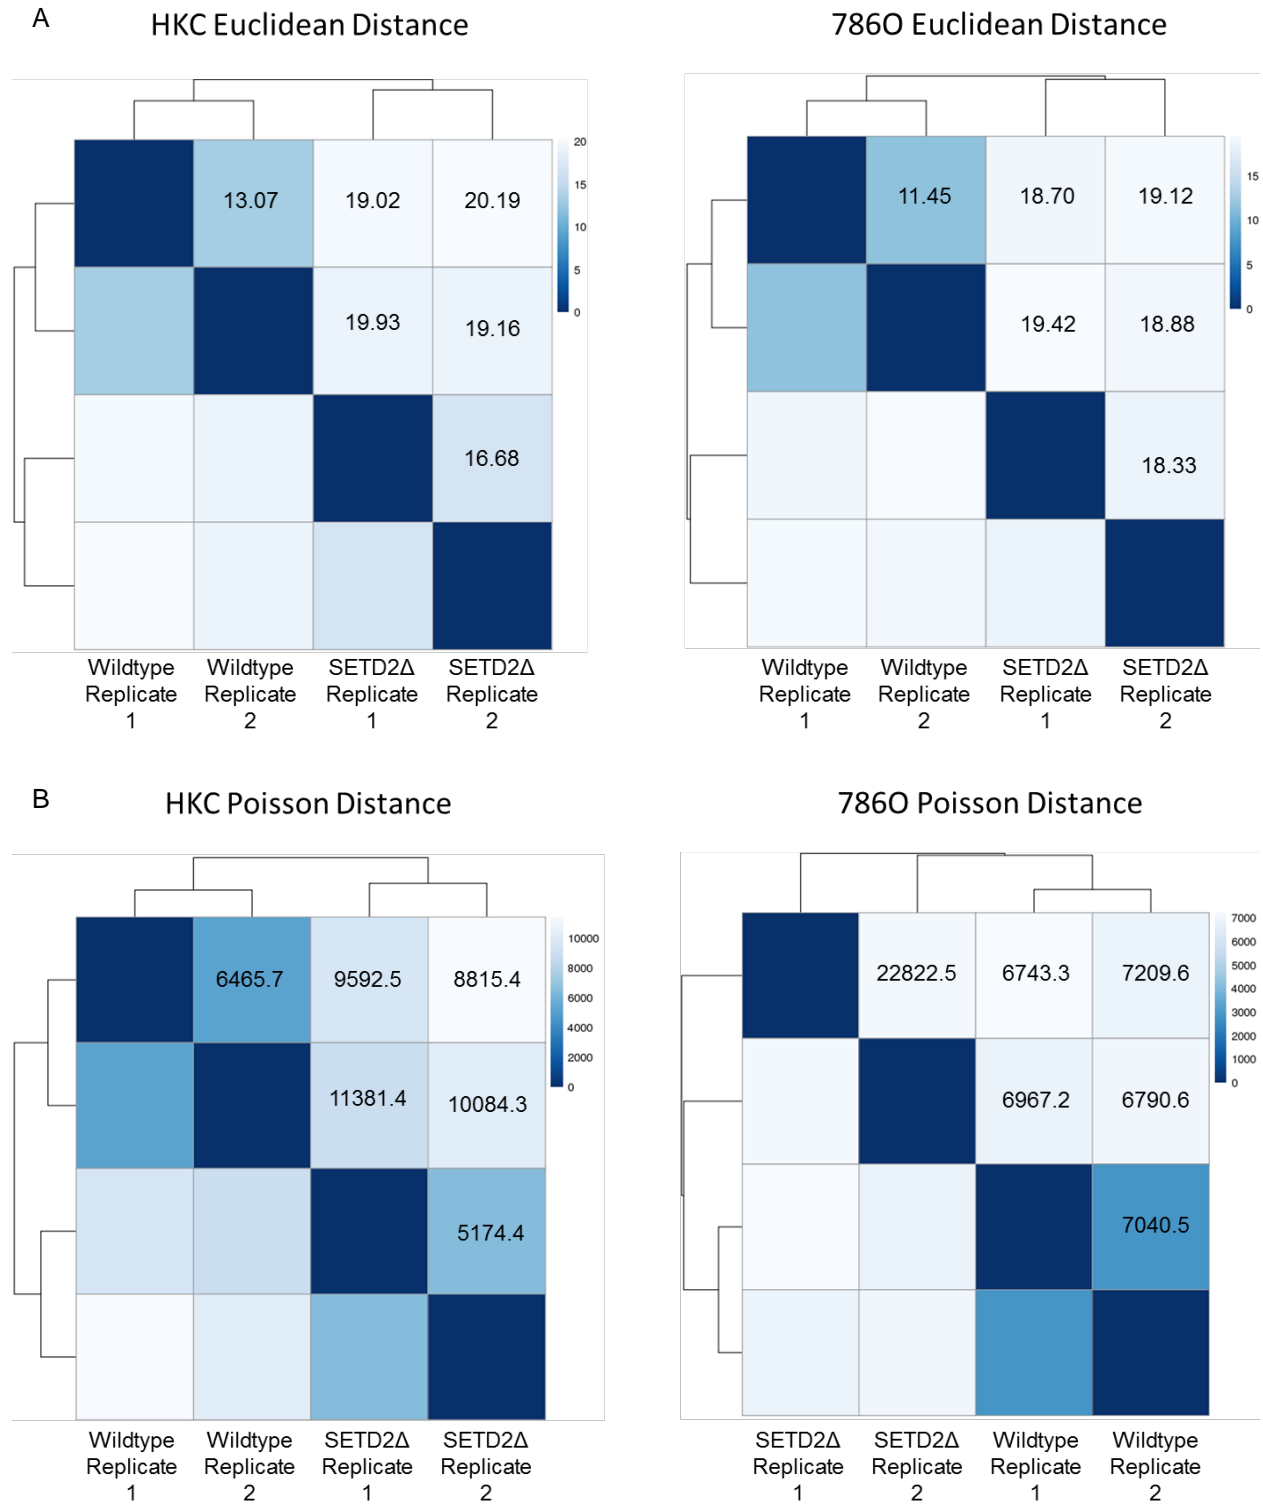 A
HKC Euclidean Distance
786O Euclidean Distance
13.07 19.02 20.19
19.93 19.16
16.68
20
15
10
5
0
Wildtype Replicate 1
Wildtype Replicate 2
SETD2Δ Replicate 1
SETD2Δ Replicate 2
11.45 18.70 19.12
19.42 18.88
18.33
15
10
5
0
Wildtype Replicate 1
Wildtype Replicate 2
SETD2Δ Replicate 1
SETD2Δ Replicate 2
B
HKC Poisson Distance
786O Poisson Distance
6465.7 9592.5 8815.4
11381.4 10084.3
5174.4
10000
8000
6000
4000
2000
0
Wildtype Replicate 1
Wildtype Replicate 2
SETD2Δ Replicate 1
SETD2Δ Replicate 2
22822.5 6743.3 7209.6
6967.2 6790.6
7040.5
7000
6000
5000
4000
3000
2000
1000
0
SETD2Δ Replicate 1
SETD2Δ Replicate 2
Wildtype Replicate 1
Wildtype Replicate 2